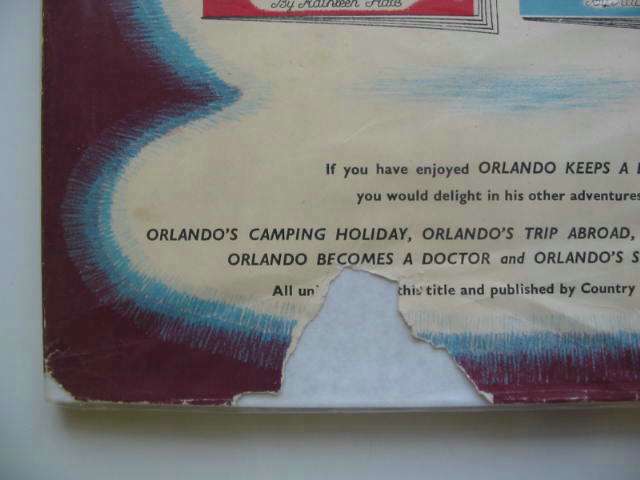 By Kathleen Hale
If you have enjoyed ORLANDO KEEPS A
you would delight in his other adventures
ORLANDO'S CAMPING HOLIDAY, ORLANDO'S TRIP ABROAD,
ORLANDO BECOMES A DOCTOR and ORLANDO'S S
All un this title and published by Country